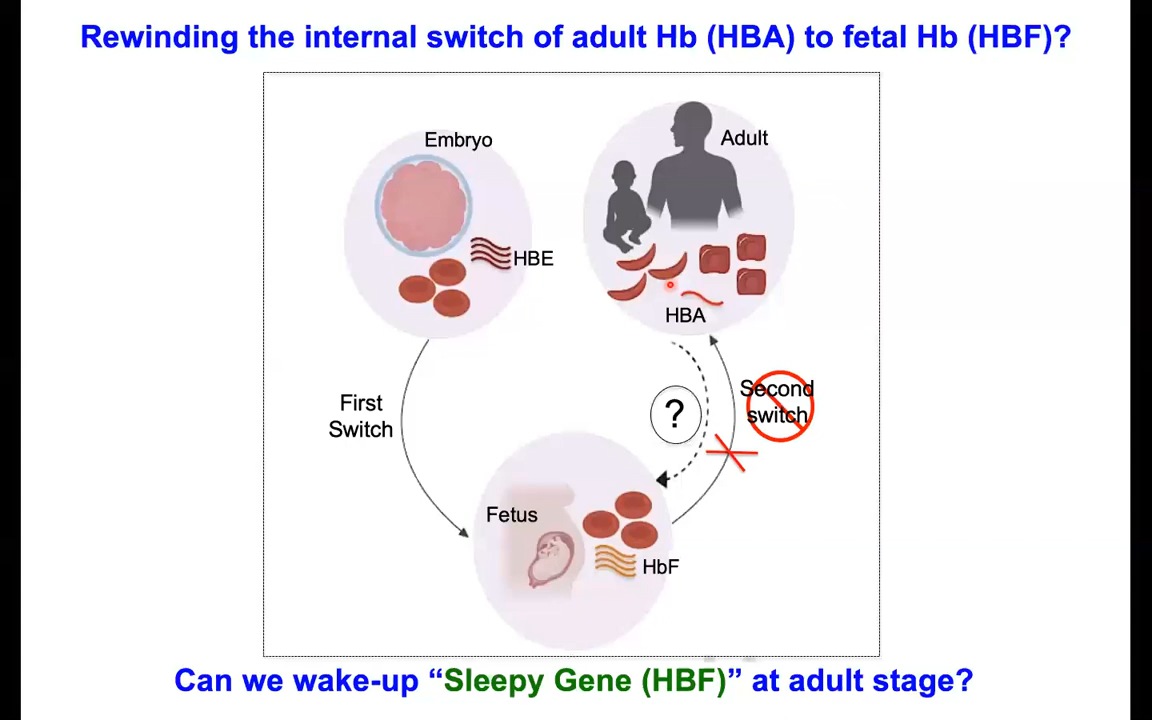 Rewinding the internal switch of adult Hb (HBA) to fetal Hb (HBF)?
Embryo
Adult
HBE
HBA
First
Switch
?
Second
switch
Fetus
HbF
Can we wake-up “Sleepy Gene (HBF)” at adult stage?